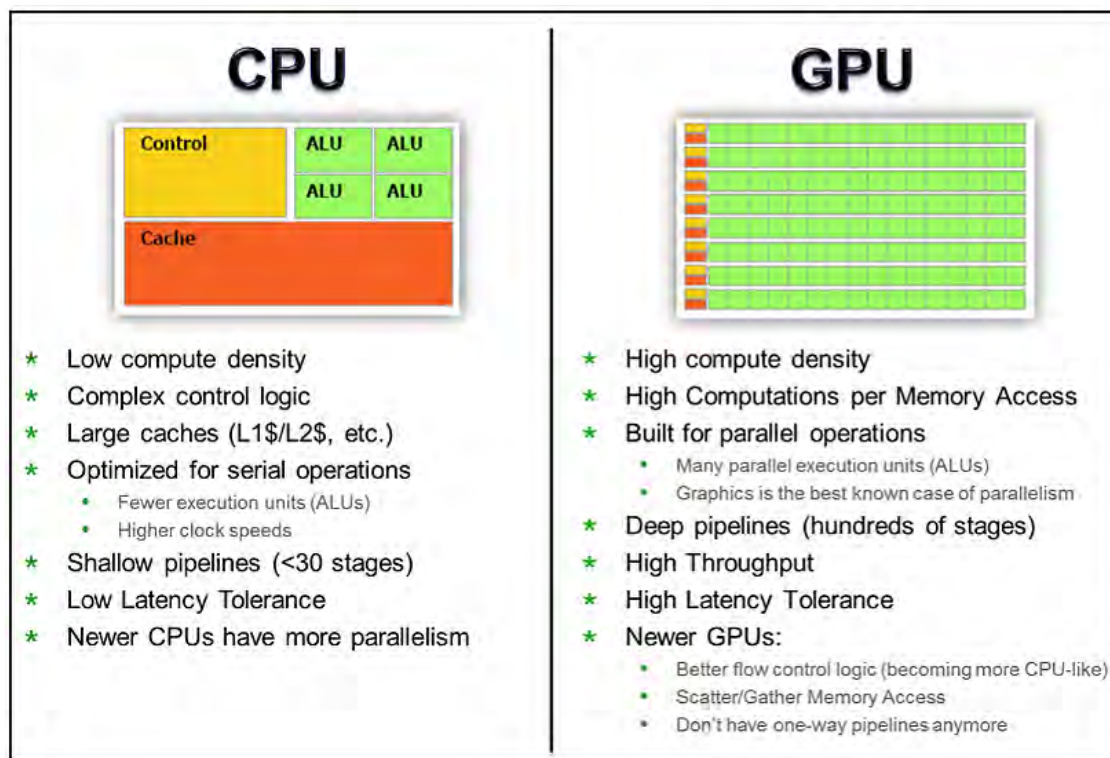 CPU
Control
ALU ALU
ALU ALU
Cache
* Low compute density
* Complex control logic
* Large caches (L1$/L2$, etc.)
* Optimized for serial operations
• Fewer execution units (ALUs)
• Higher clock speeds
* Shallow pipelines (<30 stages)
* Low Latency Tolerance
* Newer CPUs have more parallelism
GPU
* High compute density
* High Computations per Memory Access
* Built for parallel operations
• Many parallel execution units (ALUs)
• Graphics is the best known case of parallelism
* Deep pipelines (hundreds of stages)
* High Throughput
* High Latency Tolerance
* Newer GPUs:
• Better flow control logic (becoming more CPU-like)
• Scatter/Gather Memory Access
• Don't have one-way pipelines anymore